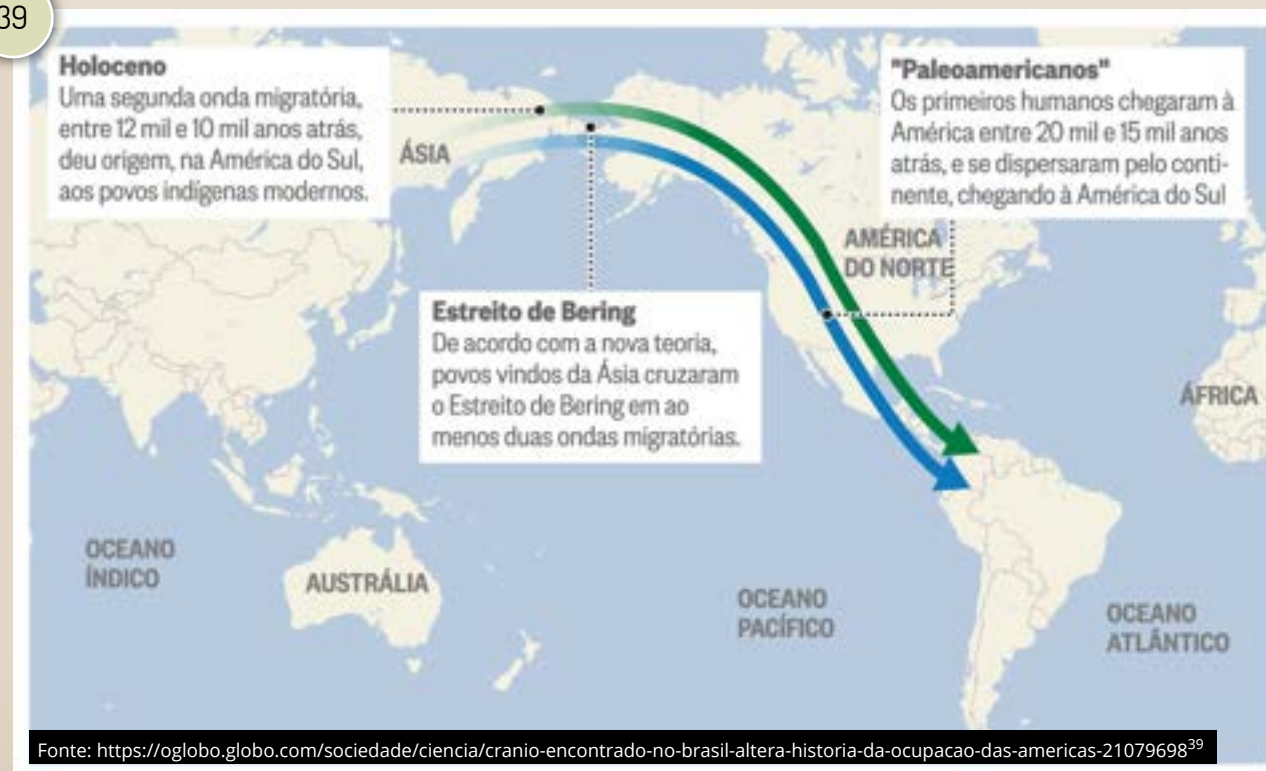 39
Holoceno
Uma segunda onda migratória,
entre 12 mil e 10 mil anos atrás,
deu origem, na América do Sul,
aos povos indígenas modernos.
"Paleoamericanos"
Os primeiros humanos chegaram à
América entre 20 mil e 15 mil anos
atrás, e se dispersaram pelo conti-
nente, chegando à América do Sul
ÁSIA
AMÉRICA
DO NORTE
Estreito de Bering
De acordo com a nova teoria,
povos vindos da Ásia cruzaram
o Estreito de Bering em ao
menos duas ondas migratórias.
ÁFRICA
OCEANO
ÍNDICO
AUSTRÁLIA
OCEANO
PACÍFICO
OCEANO
ATLÂNTICO
Fonte: https://oglobo.globo.com/sociedade/ciencia/cranio-encontrado-no-brasil-altera-historia-da-ocupacao-das-americas-21079698³⁹